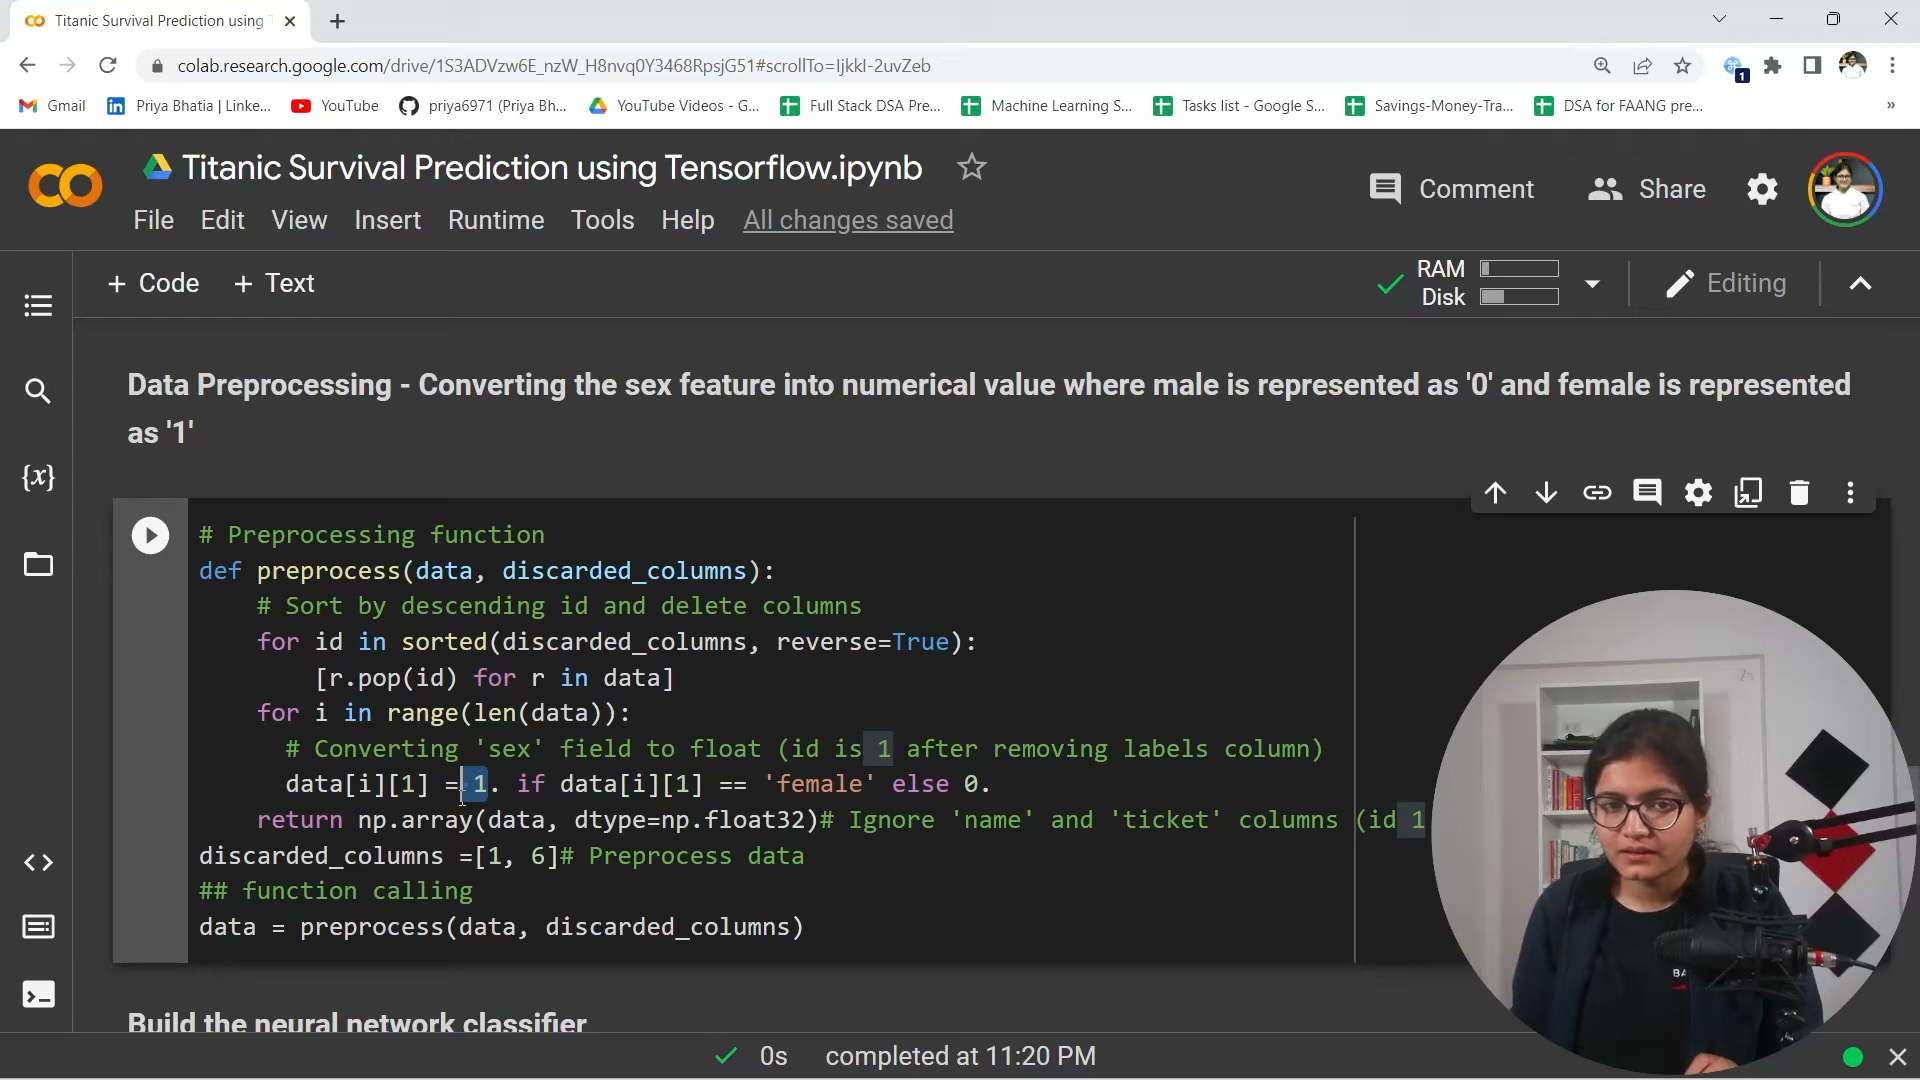 Titanic Survival Prediction using T
colab.research.google.com/drive/1S3ADVzw6E_nzW_H8nvq0Y3468RpsjG51#scrollTo=IjkkI-2uvZeb
1
Gmail
Priya Bhatia | Linke...
YouTube
priya6971 (Priya Bh...
YouTube Videos - G...
Full Stack DSA Pre...
Machine Learning S...
Tasks list - Google S...
Savings-Money-Tra...
DSA for FAANG pre...
»
Titanic Survival Prediction using Tensorflow.ipynb
Comment
Share
File Edit View Insert Runtime Tools Help All changes saved
+ Code + Text
RAM
Disk
Editing
Data Preprocessing - Converting the sex feature into numerical value where male is represented as '0' and female is represented
as '1'
{x}
# Preprocessing function
def preprocess(data, discarded_columns):
# Sort by descending id and delete columns
for id in sorted(discarded_columns, reverse=True):
[r.pop(id) for r in data]
for i in range(len(data)):
# Converting 'sex' field to float (id is 1 after removing labels column)
data[i][1] = 1. if data[i][1] == 'female' else 0.
return np.array(data, dtype=np.float32)# Ignore 'name' and 'ticket' columns (id 1
discarded_columns =[1, 6]# Preprocess data
## function calling
data = preprocess(data, discarded_columns)
Build the neural network classifier
0s completed at 11:20 PM